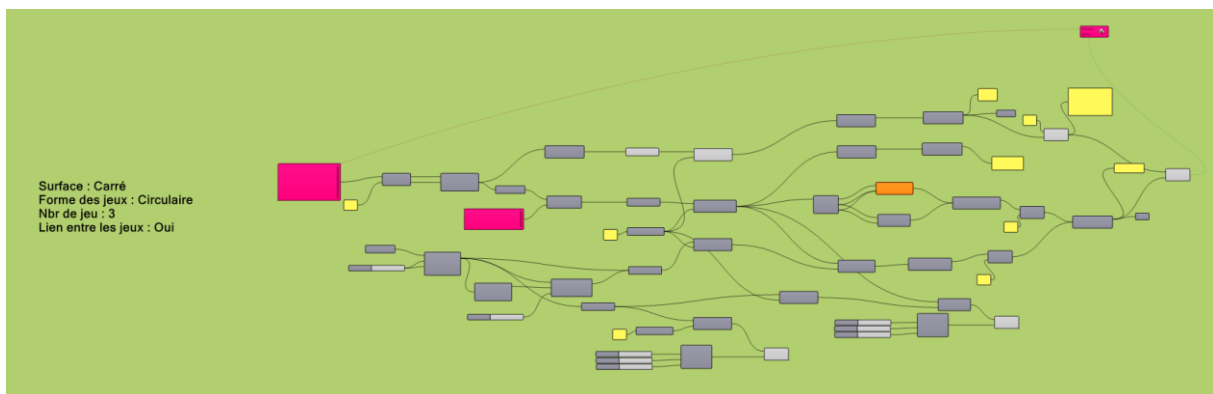 Surface : Carré
Forme des jeux : Circulaire
Nbr de jeu : 3
Lien entre les jeux : Oui